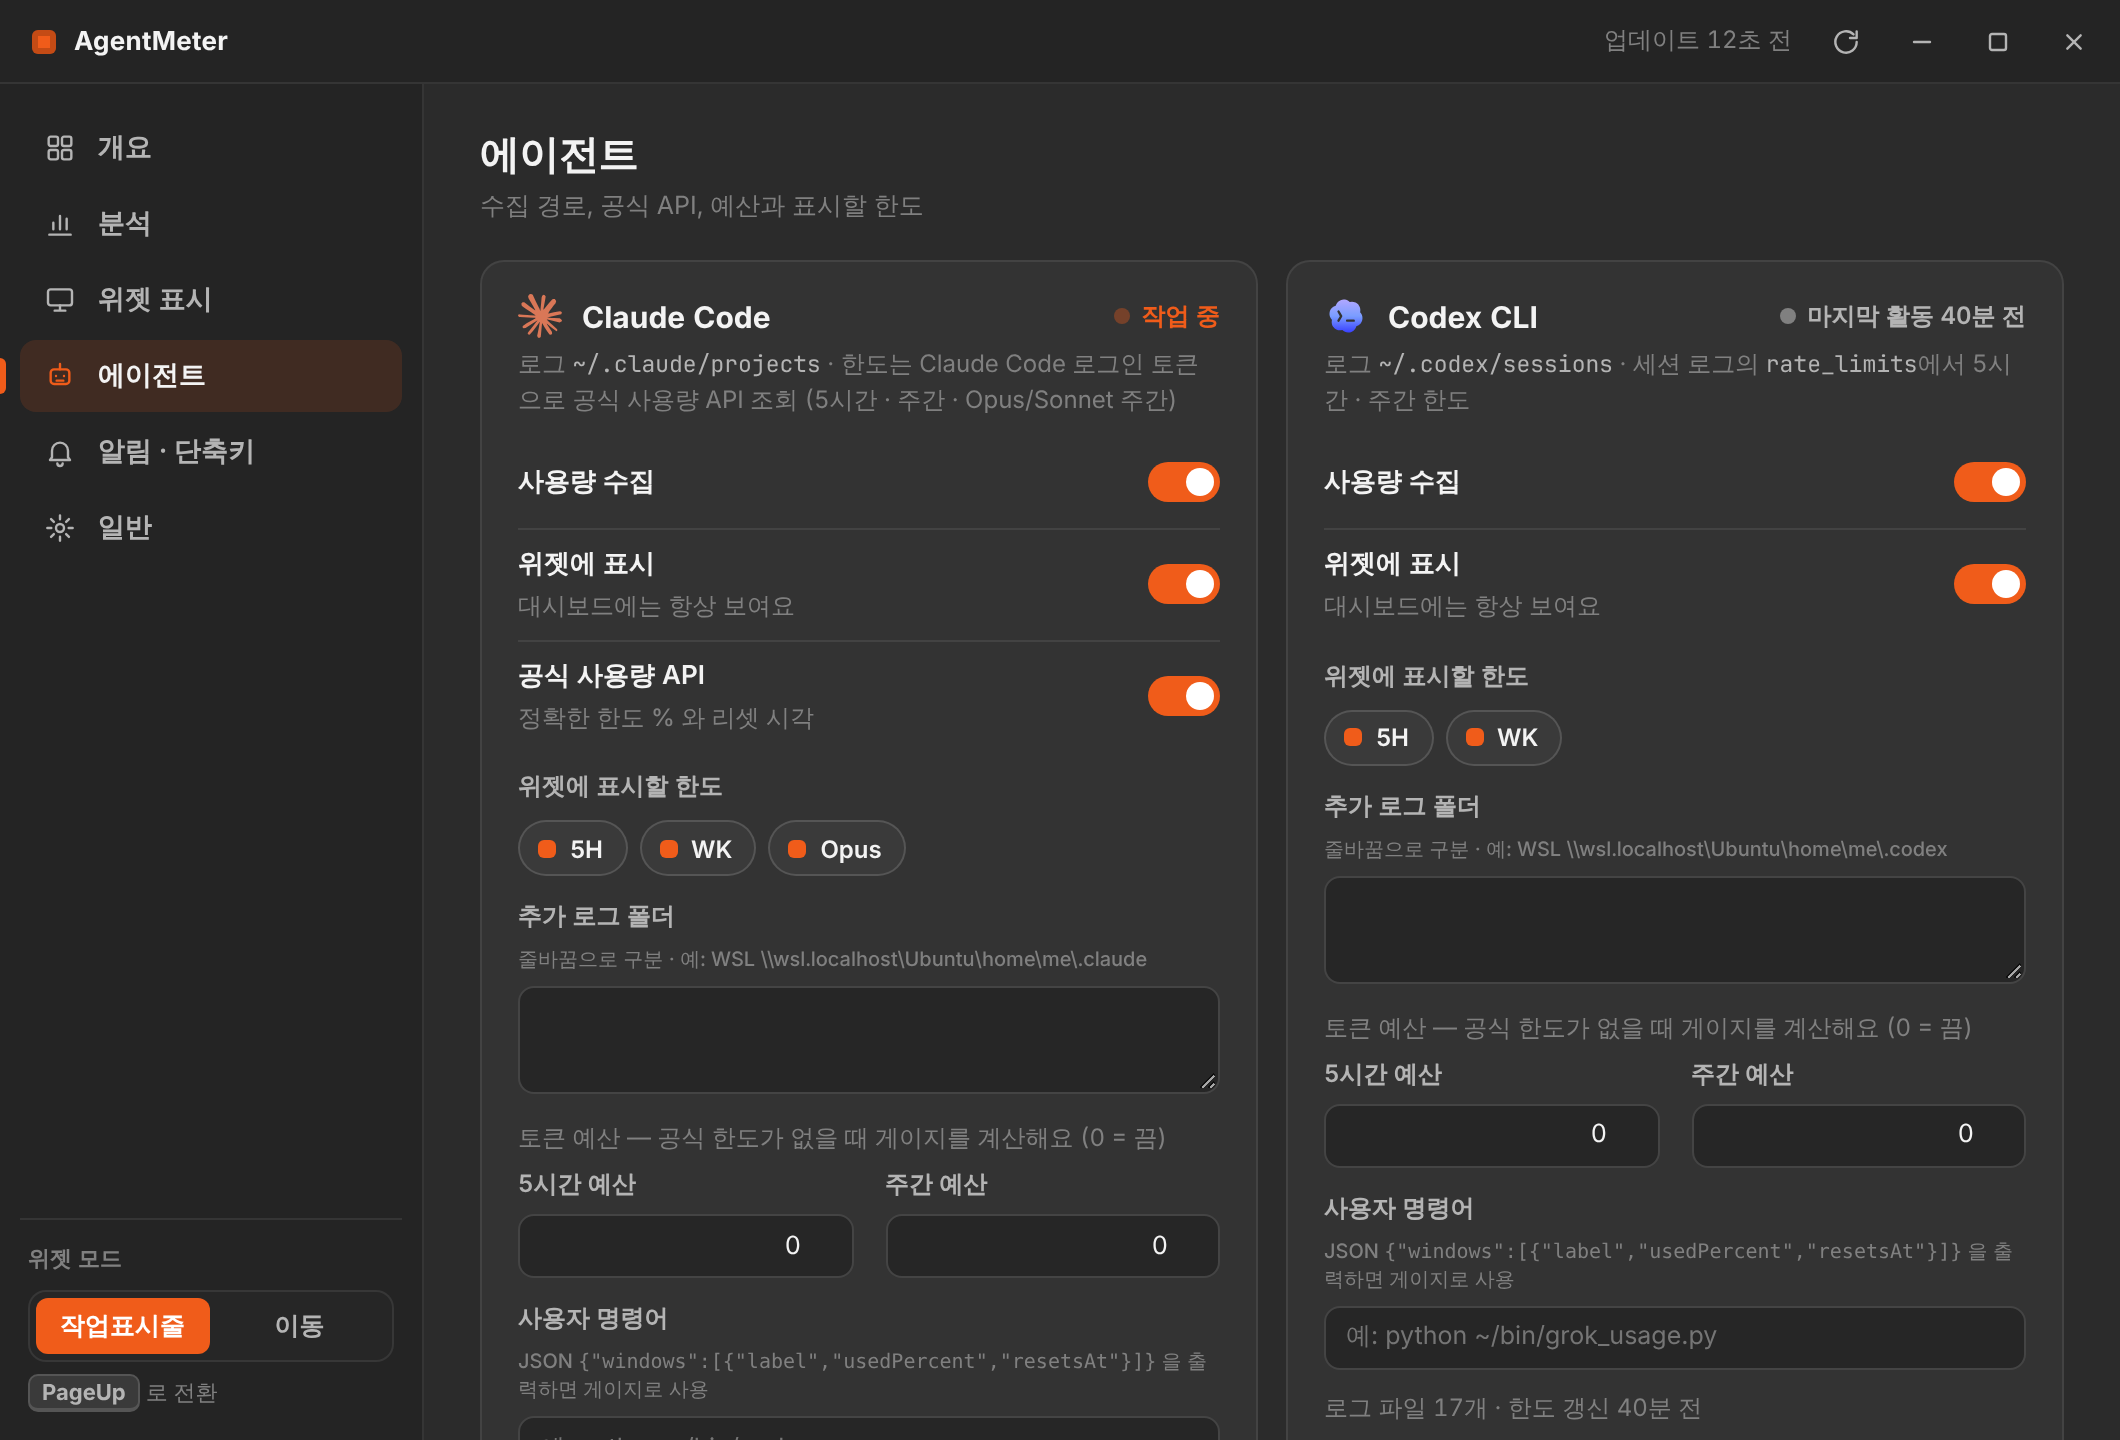 AgentMeter
업데이트 12초 전
개요
분석
위젯 표시
에이전트
알림 · 단축키
일반
위젯 모드
작업표시줄
이동
PageUp 로 전환
에이전트
수집 경로, 공식 API, 예산과 표시할 한도
Claude Code
작업 중
로그 ~/.claude/projects · 한도는 Claude Code 로그인 토큰
으로 공식 사용량 API 조회 (5시간 · 주간 · Opus/Sonnet 주간)
사용량 수집
위젯에 표시
대시보드에는 항상 보여요
공식 사용량 API
정확한 한도 % 와 리셋 시각
위젯에 표시할 한도
5H
WK
Opus
추가 로그 폴더
줄바꿈으로 구분 · 예: WSL \\wsl.localhost\Ubuntu\home\me\.claude
토큰 예산 — 공식 한도가 없을 때 게이지를 계산해요 (0 = 끔)
5시간 예산
주간 예산
0
0
사용자 명령어
JSON {"windows":[{"label","usedPercent","resetsAt"}]} 을 출
력하면 게이지로 사용
Codex CLI
마지막 활동 40분 전
로그 ~/.codex/sessions · 세션 로그의 rate_limits에서 5시
간 · 주간 한도
사용량 수집
위젯에 표시
대시보드에는 항상 보여요
위젯에 표시할 한도
5H
WK
추가 로그 폴더
줄바꿈으로 구분 · 예: WSL \\wsl.localhost\Ubuntu\home\me\.codex
토큰 예산 — 공식 한도가 없을 때 게이지를 계산해요 (0 = 끔)
5시간 예산
주간 예산
0
0
사용자 명령어
JSON {"windows":[{"label","usedPercent","resetsAt"}]} 을 출
력하면 게이지로 사용
예: python ~/bin/grok_usage.py
로그 파일 17개 · 한도 갱신 40분 전